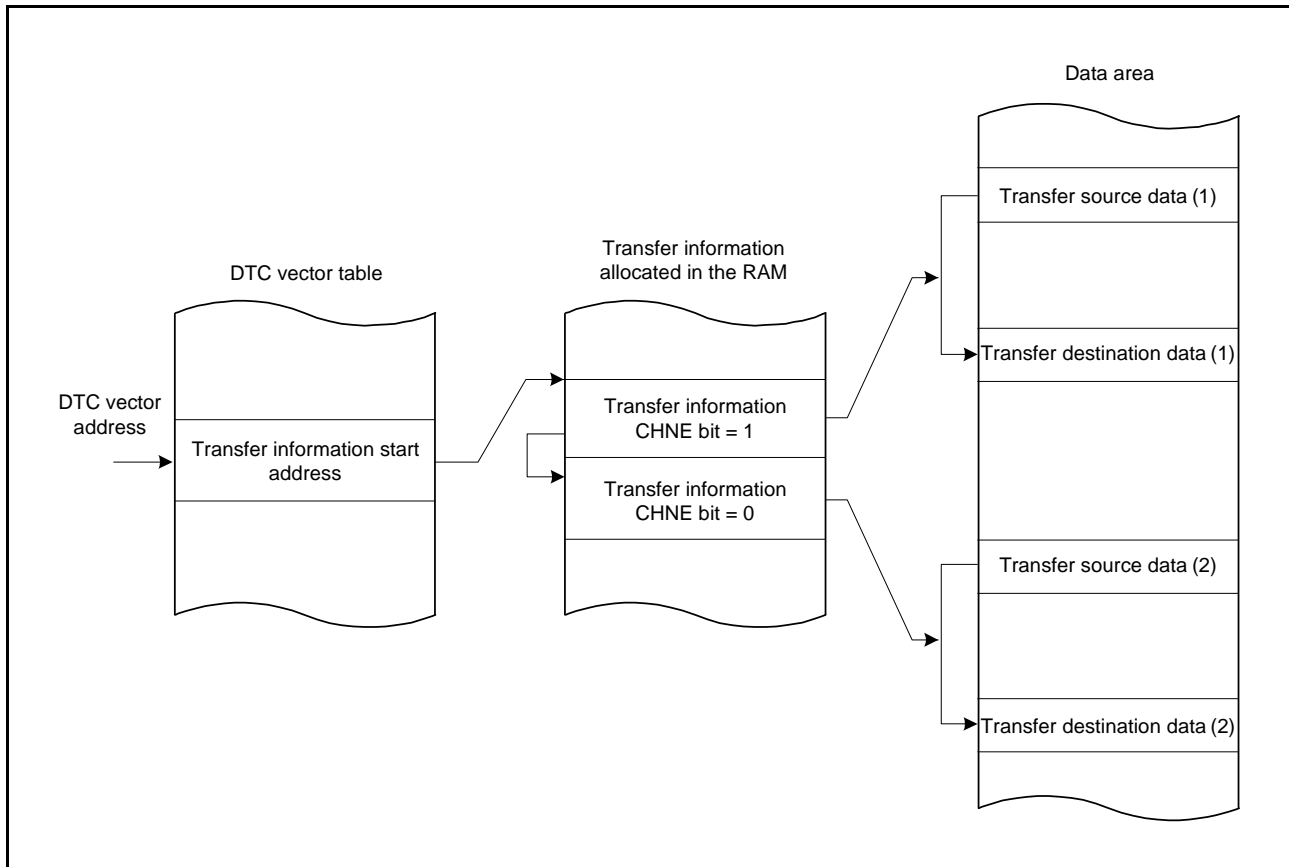 Data area
Transfer source data (1)
Transfer information
allocated in the RAM
DTC vector table
Transfer destination data (1)
DTC vector
address
Transfer information start
address
Transfer information
CHNE bit = 1
Transfer information
CHNE bit = 0
Transfer source data (2)
Transfer destination data (2)